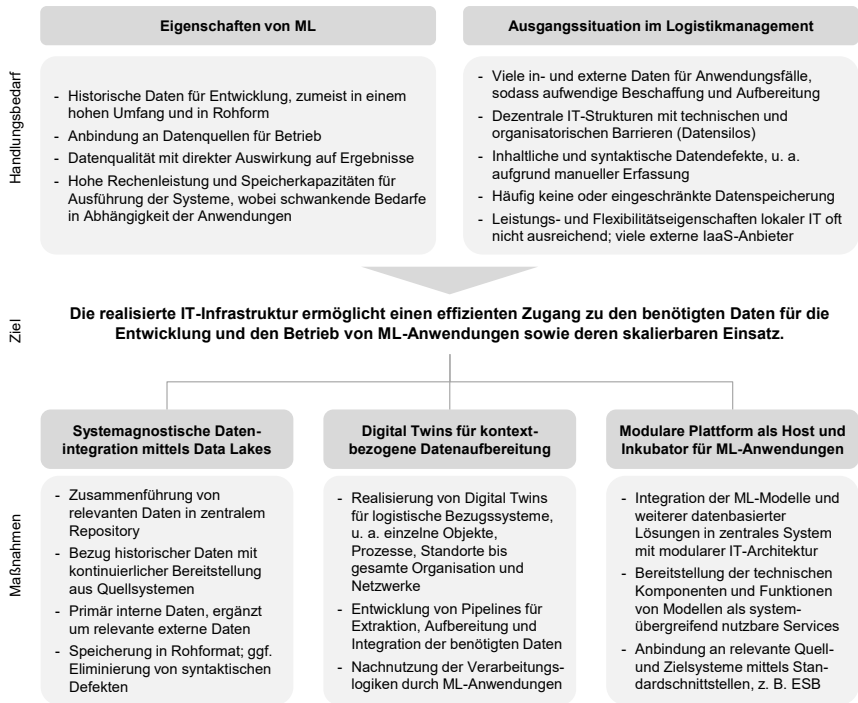 Eigenschaften von ML
Ausgangssituation im Logistikmanagement
Handlungsbedarf
- Historische Daten für Entwicklung, zumeist in einem
hohen Umfang und in Rohform
- Anbindung an Datenquellen für Betrieb
- Datenqualität mit direkter Auswirkung auf Ergebnisse
- Hohe Rechenleistung und Speicherkapazitäten für
Ausführung der Systeme, wobei schwankende Bedarfe
in Abhängigkeit der Anwendungen
- Viele in- und externe Daten für Anwendungsfälle,
sodass aufwendige Beschaffung und Aufbereitung
- Dezentrale IT-Strukturen mit technischen und
organisatorischen Barrieren (Datensilos)
- Inhaltliche und syntaktische Datendefekte, u. a.
aufgrund manueller Erfassung
- Häufig keine oder eingeschränkte Datenspeicherung
- Leistungs- und Flexibilitätseigenschaften lokaler IT oft
nicht ausreichend; viele externe IaaS-Anbieter
Ziel
Die realisierte IT-Infrastruktur ermöglicht einen effizienten Zugang zu den benötigten Daten für die
Entwicklung und den Betrieb von ML-Anwendungen sowie deren skalierbaren Einsatz.
Maßnahmen
Systemagnostische Daten-
integration mittels Data Lakes
- Zusammenführung von
relevanten Daten in zentralem
Repository
- Bezug historischer Daten mit
kontinuierlicher Bereitstellung
aus Quellsystemen
- Primär interne Daten, ergänzt
um relevante externe Daten
- Speicherung in Rohformat; ggf.
Eliminierung von syntaktischen
Defekten
Digital Twins für kontext-
bezogene Datenaufbereitung
- Realisierung von Digital Twins
für logistische Bezugssysteme,
u. a. einzelne Objekte,
Prozesse, Standorte bis
gesamte Organisation und
Netzwerke
- Entwicklung von Pipelines für
Extraktion, Aufbereitung und
Integration der benötigten Daten
- Nachnutzung der Verarbeitungs-
logiken durch ML-Anwendungen
Modulare Plattform als Host und
Inkubator für ML-Anwendungen
- Integration der ML-Modelle und
weiterer datenbasierter
Lösungen in zentrales System
mit modularer IT-Architektur
- Bereitstellung der technischen
Komponenten und Funktionen
von Modellen als system-
übergreifend nutzbare Services
- Anbindung an relevante Quell-
und Zielsysteme mittels Stan-
dardschnittstellen, z. B. ESB